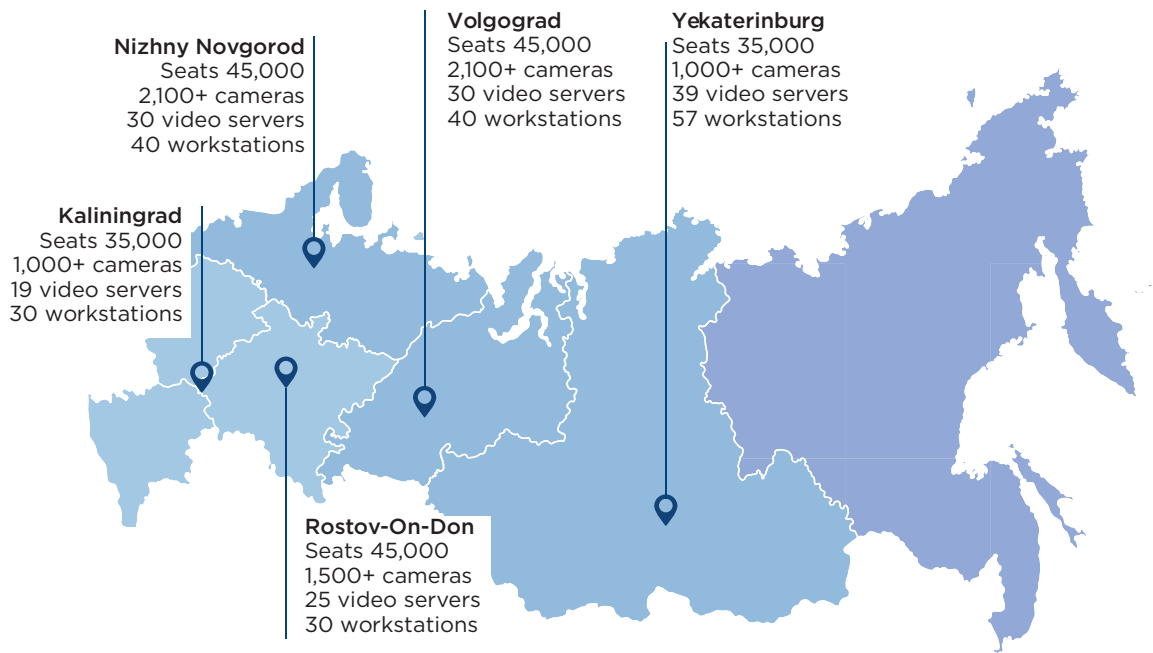 Nizhny Novgorod
Seats 45,000
2,100+ cameras
30 video servers
40 workstations
Volgograd
Seats 45,000
2,100+ cameras
30 video servers
40 workstations
Yekaterinburg
Seats 35,000
1,000+ cameras
39 video servers
57 workstations
Kaliningrad
Seats 35,000
1,000+ cameras
19 video servers
30 workstations
Rostov-On-Don
Seats 45,000
1,500+ cameras
25 video servers
30 workstations